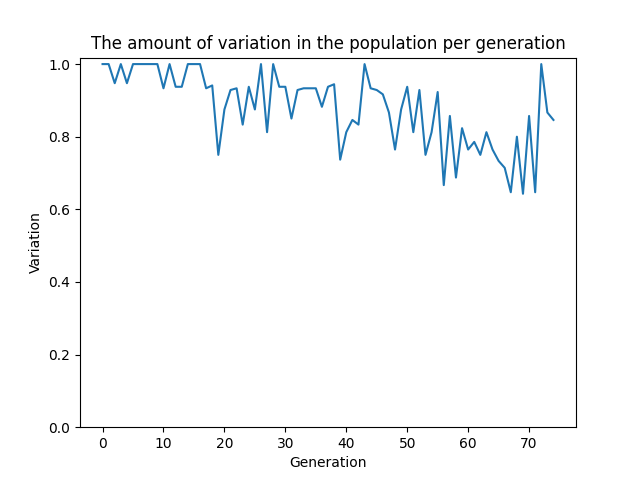 The amount of variation in the population per generation
1.0
0.8
0.6
0.4
0.2
0.0
Variation
0 10 20 30 40 50 60 70
Generation